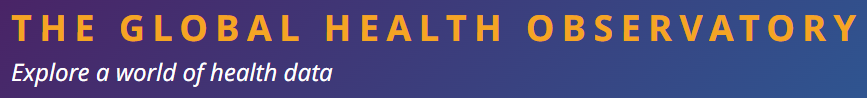 THE GLOBAL HEALTH OBSERVATORY
Explore a world of health data